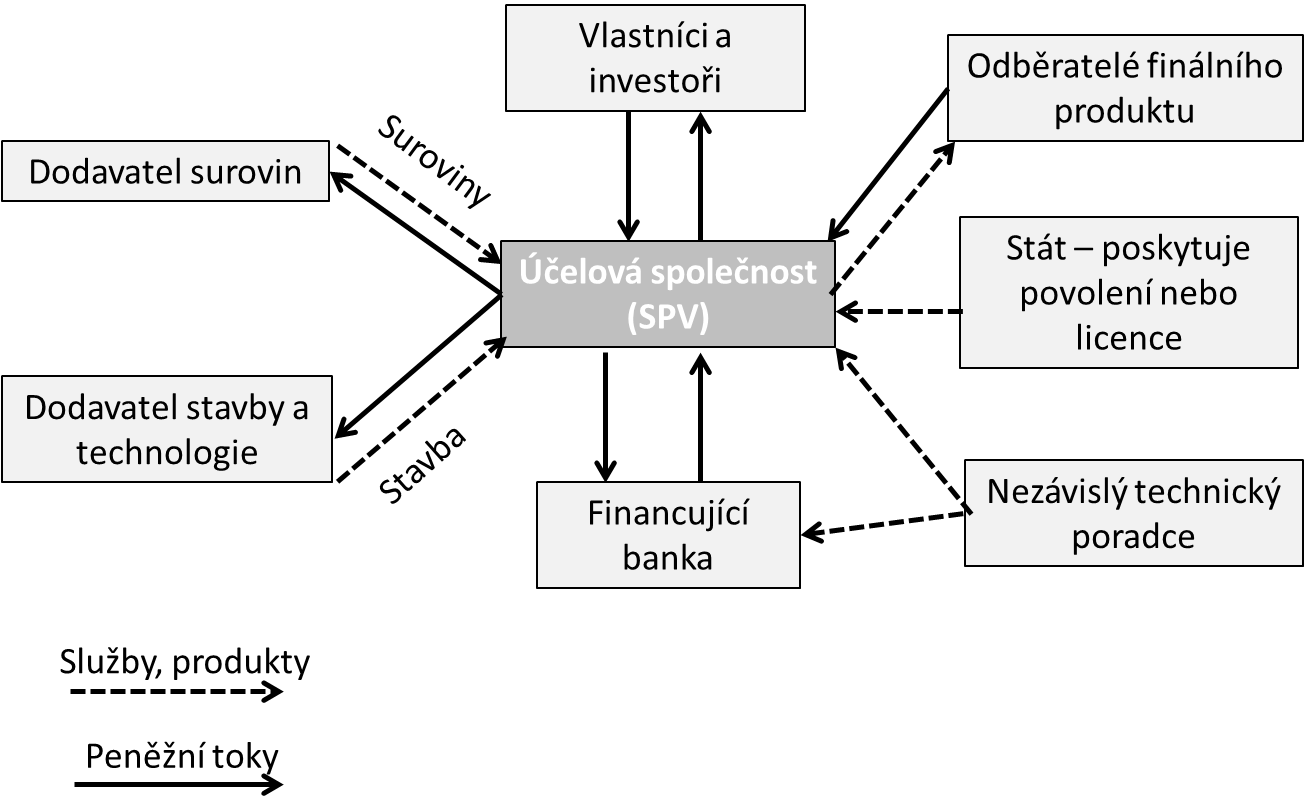 Vlastníci a
investoři
Odběratelé finálního
produktu
Dodavatel surovin
Suroviny
Účelová společnost
(SPV)
Stát – poskytuje
povolení nebo
licence
Dodavatel stavby a
technologie
Stavba
Financující
banka
Nezávislý technický
poradce
Služby, produkty
Peněžní toky